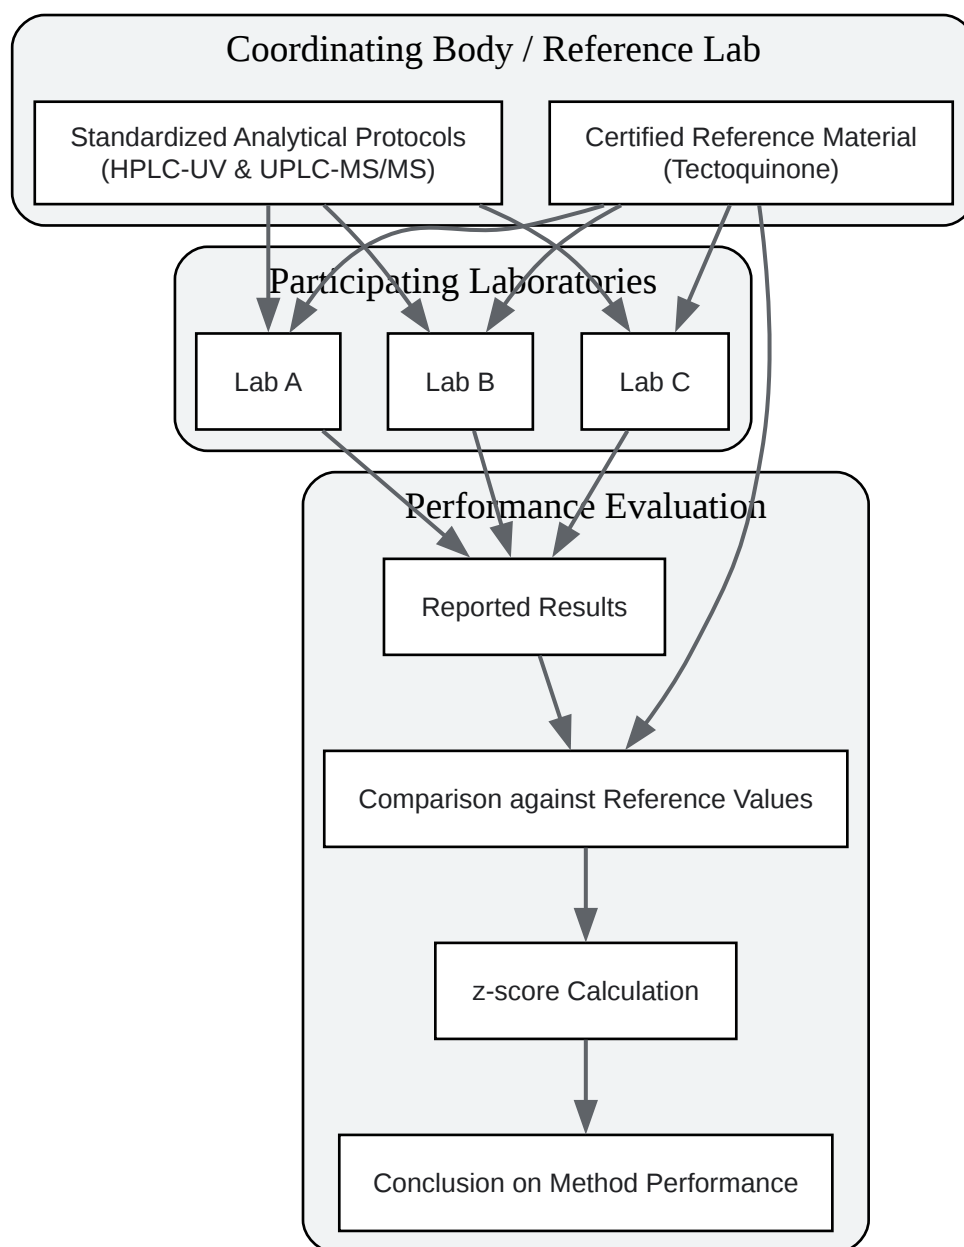 Coordinating Body / Reference Lab
Standardized Analytical Protocols
(HPLC-UV & UPLC-MS/MS)
Certified Reference Material
(Tectoquinone)
Participating Laboratories
Lab A
Lab B
Lab C
Performance Evaluation
Reported Results
Comparison against Reference Values
z-score Calculation
Conclusion on Method Performance